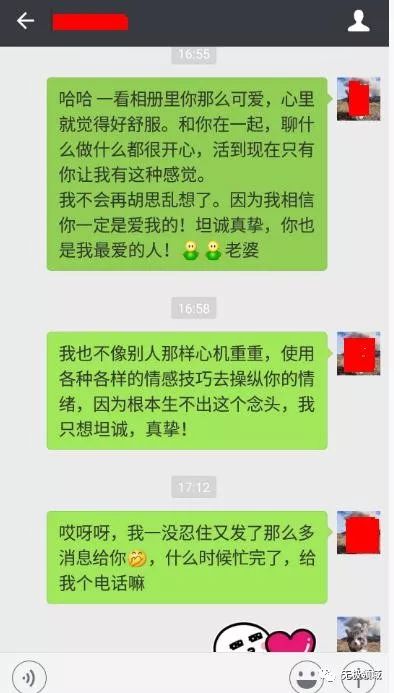 16:55
哈哈 一看相册里你那么可爱，心里
就觉得好舒服。和你在一起，聊什
么做什么都很开心，活到现在只有
你让我有这种感觉。
我不会再胡思乱想了。因为我相信
你一定是爱我的！坦诚真挚，你也
是我最爱的人！老婆
16:58
我也不像别人那样心机重重，使用
各种各样的情感技巧去操纵你的情
绪，因为根本生不出这个念头，我
只想坦诚，真挚！
17:12
哎呀呀，我一没忍住又发了那么多
消息给你🤣，什么时候忙完了，给
我个电话嘛
无极领域